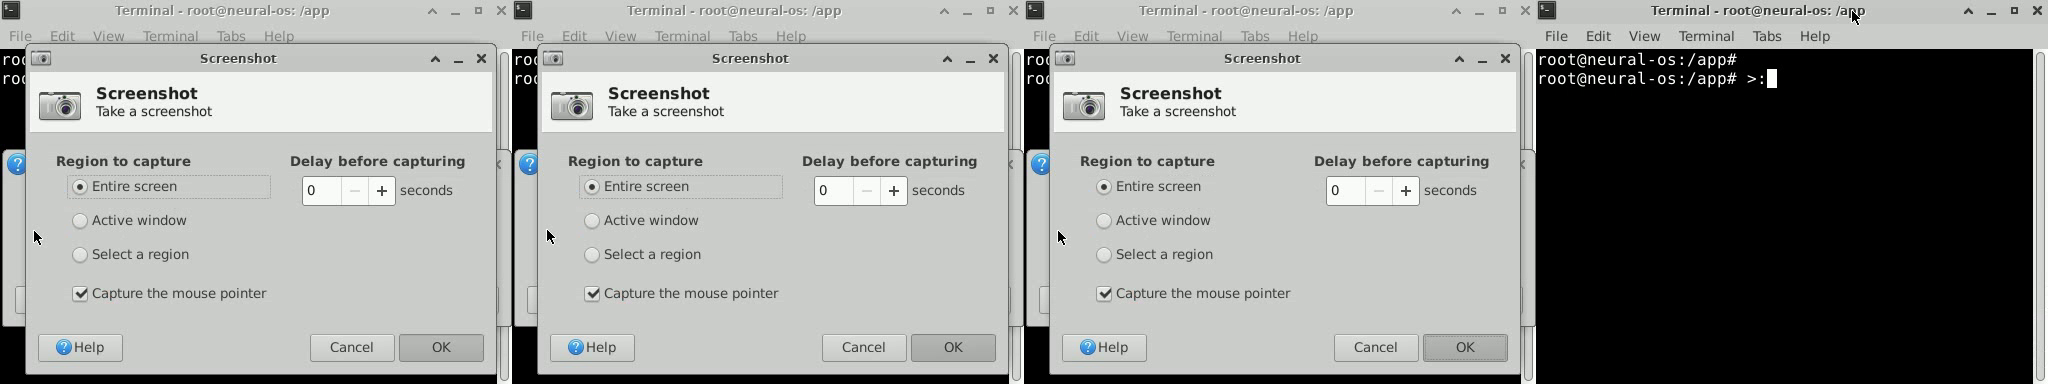 Terminal - root@neural-os: /app
File Edit View Terminal Tabs Help
Screenshot
Screenshot
Take a screenshot
Region to capture
Delay before capturing
Entire screen
0
seconds
Active window
Select a region
Capture the mouse pointer
Help
Cancel
OK
Terminal - root@neural-os: /app
File Edit View Terminal Tabs Help
Screenshot
Screenshot
Take a screenshot
Region to capture
Delay before capturing
Entire screen
0
seconds
Active window
Select a region
Capture the mouse pointer
Help
Cancel
OK
Terminal - root@neural-os: /app
File Edit View Terminal Tabs Help
Screenshot
Screenshot
Take a screenshot
Region to capture
Delay before capturing
Entire screen
0
seconds
Active window
Select a region
Capture the mouse pointer
Help
Cancel
OK
Terminal - root@neural-os: /app
File Edit View Terminal Tabs Help
root@neural-os:/app#
root@neural-os:/app# >: